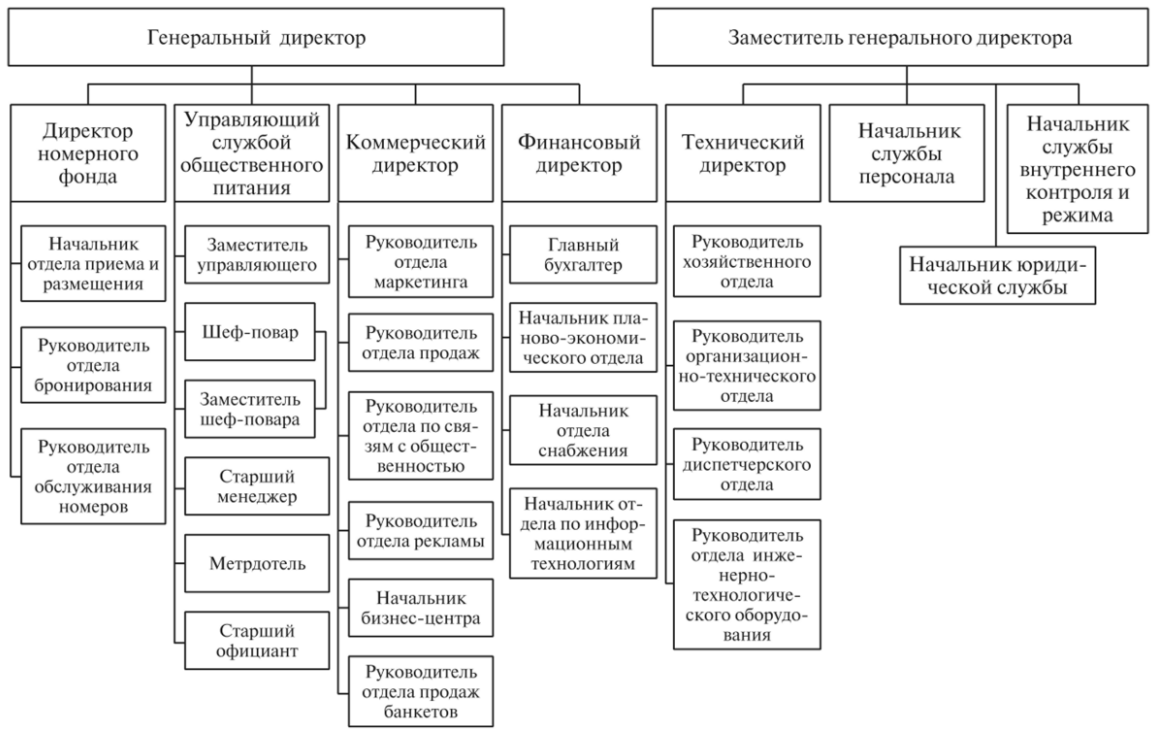 Генеральный директор
Заместитель генерального директора
Директор
номерного
фонда
Управляющий
службой
общественного
питания
Коммерческий
директор
Финансовый
директор
Технический
директор
Начальник
службы
персонала
Начальник
службы
внутреннего
контроля и
режима
Начальник юриди-
ческой службы
Начальник
отдела приема и
размещения
Руководитель
отдела
бронирования
Руководитель
отдела
обслуживания
номеров
Заместитель
управляющего
Шеф-повар
Заместитель
шеф-повара
Старший
менеджер
Метрдотель
Старший
официант
Руководитель
отдела
маркетинга
Руководитель
отдела продаж
Руководитель
отдела по свя-
зям с общест-
венностью
Руководитель
отдела рекламы
Начальник
бизнес-центра
Руководитель
отдела продаж
банкетов
Главный
бухгалтер
Начальник пла-
ново-экономи-
ческого отдела
Начальник
отдела
снабжения
Начальник от-
дела по инфор-
мационным
технологиям
Руководитель
хозяйственного
отдела
Руководитель
организацион-
но-технического
отдела
Руководитель
диспетчерского
отдела
Руководитель
отдела инже-
нерно-
технологиче-
ского оборудо-
вания